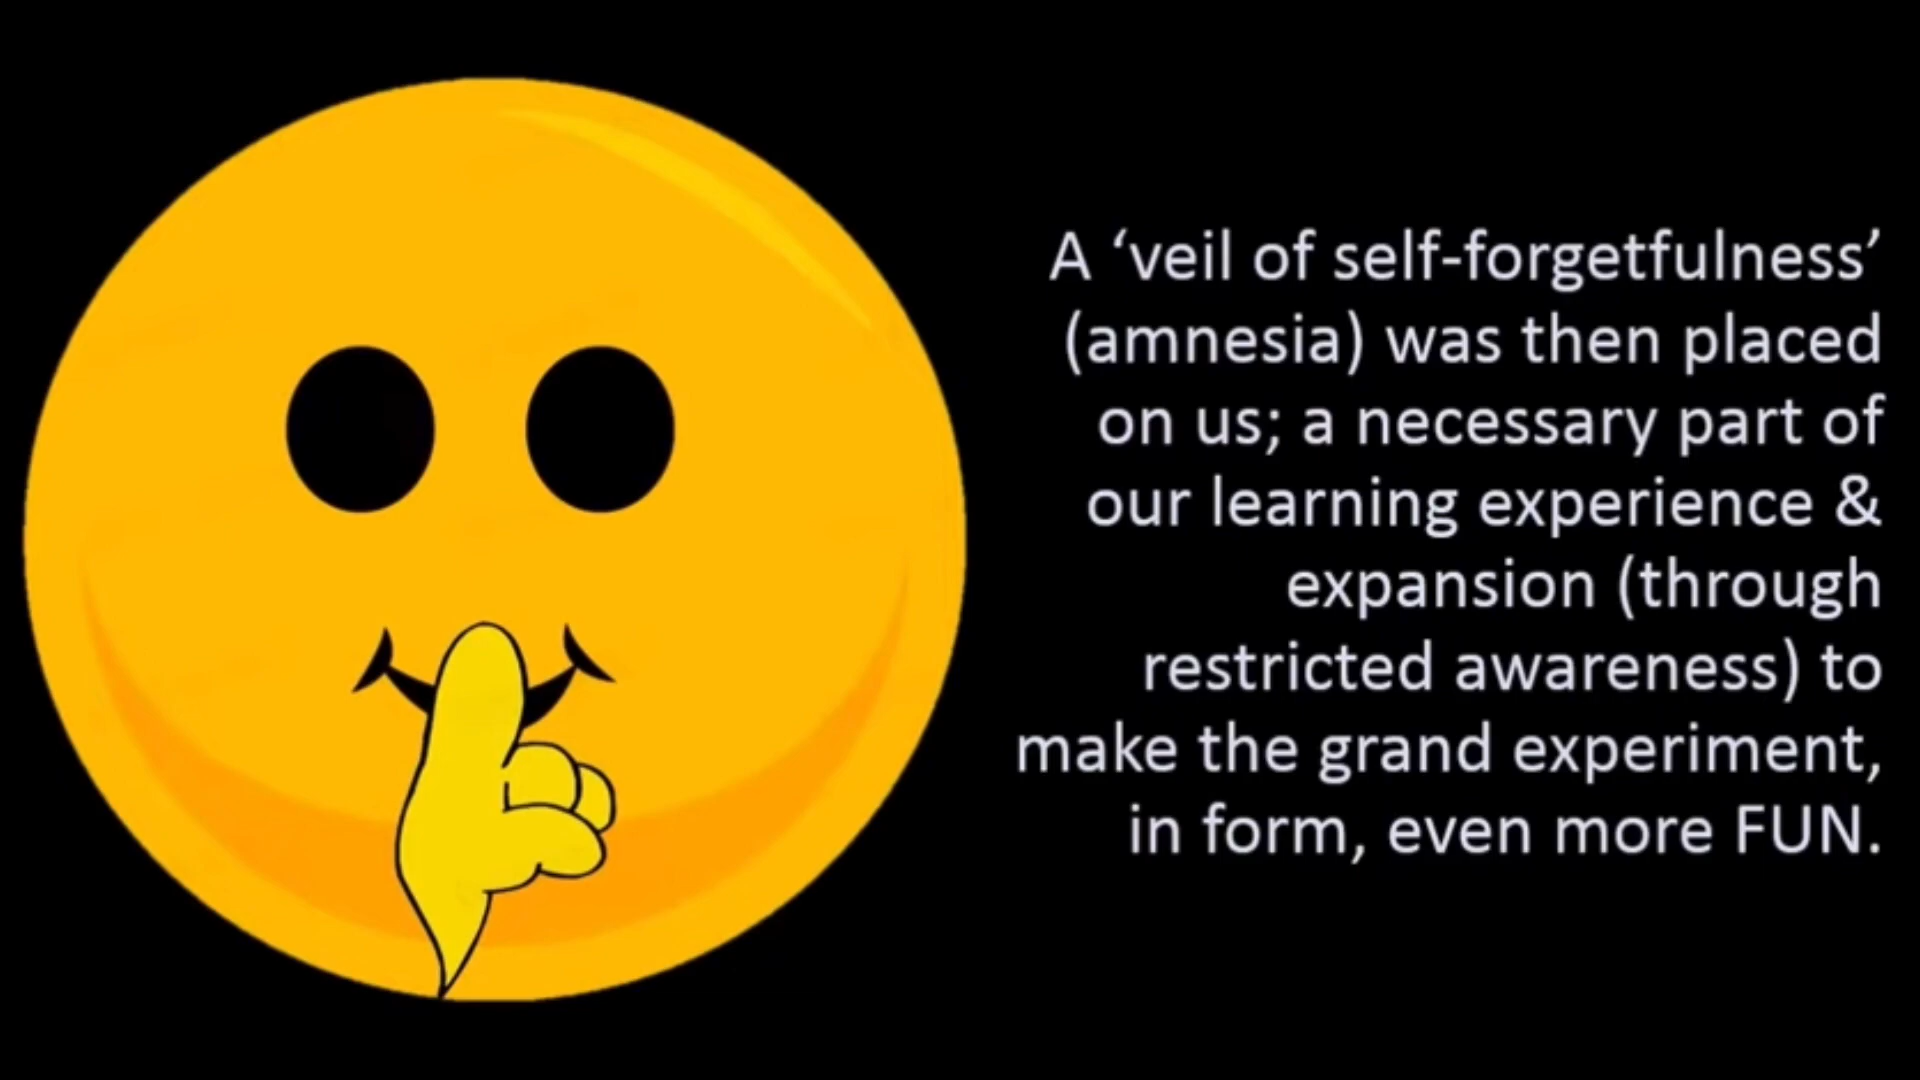 A ‘veil of self-forgetfulness’
(amnesia) was then placed
on us; a necessary part of
our learning experience &
expansion (through
restricted awareness) to
make the grand experiment,
in form, even more FUN.